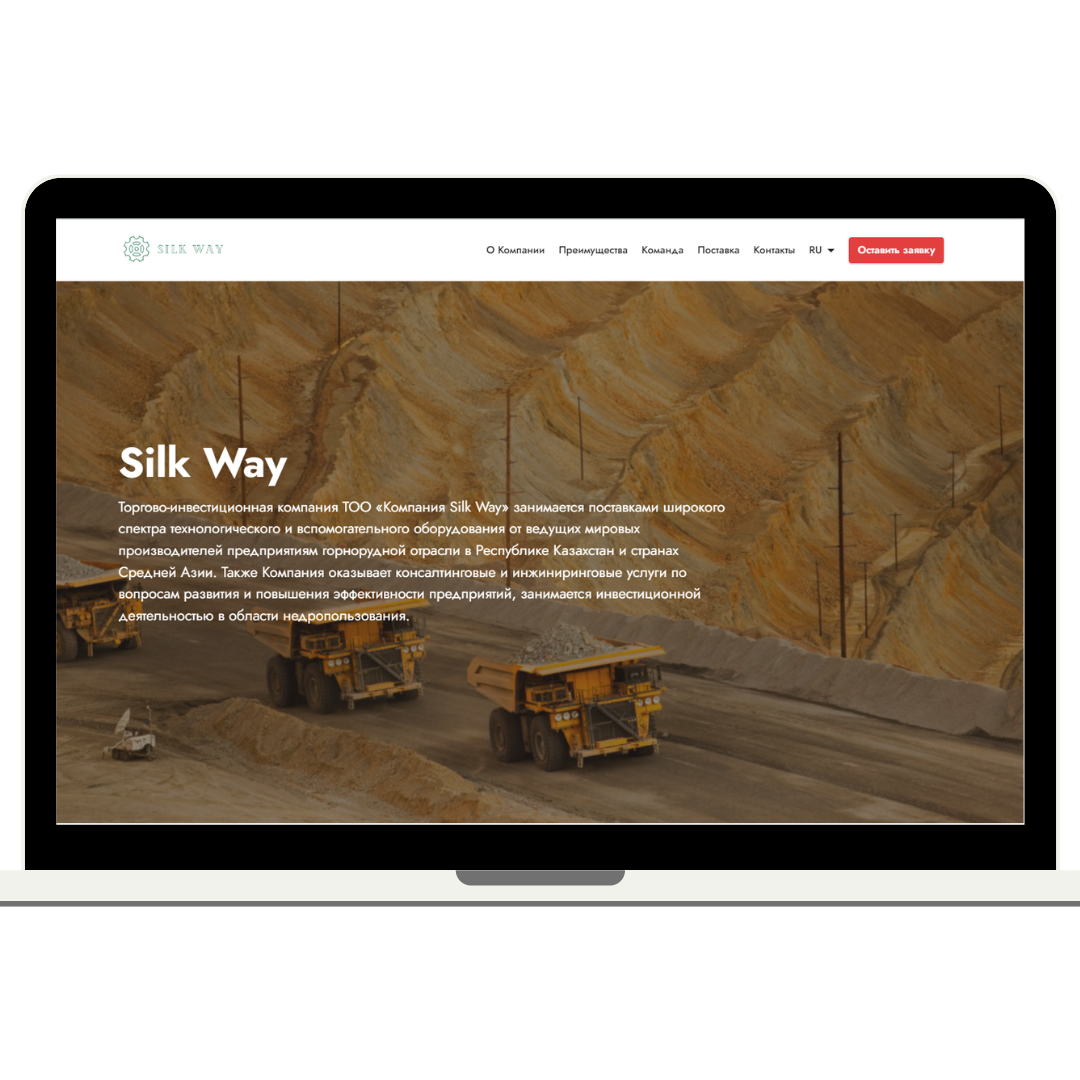 SILK WAY
О Компании Преимущества Команда Поставка Контакты RU Оставить заявку
Silk Way
Торгово-инвестиционная компания ТОО «Компания Silk Way» занимается поставками широкого
спектра технологического и вспомогательного оборудования от ведущих мировых
производителей предприятиям горнорудной отрасли в Республике Казахстан и странах
Средней Азии. Также Компания оказывает консалтинговые и инжиниринговые услуги по
вопросам развития и повышения эффективности предприятий, занимается инвестиционной
деятельностью в области недропользования.